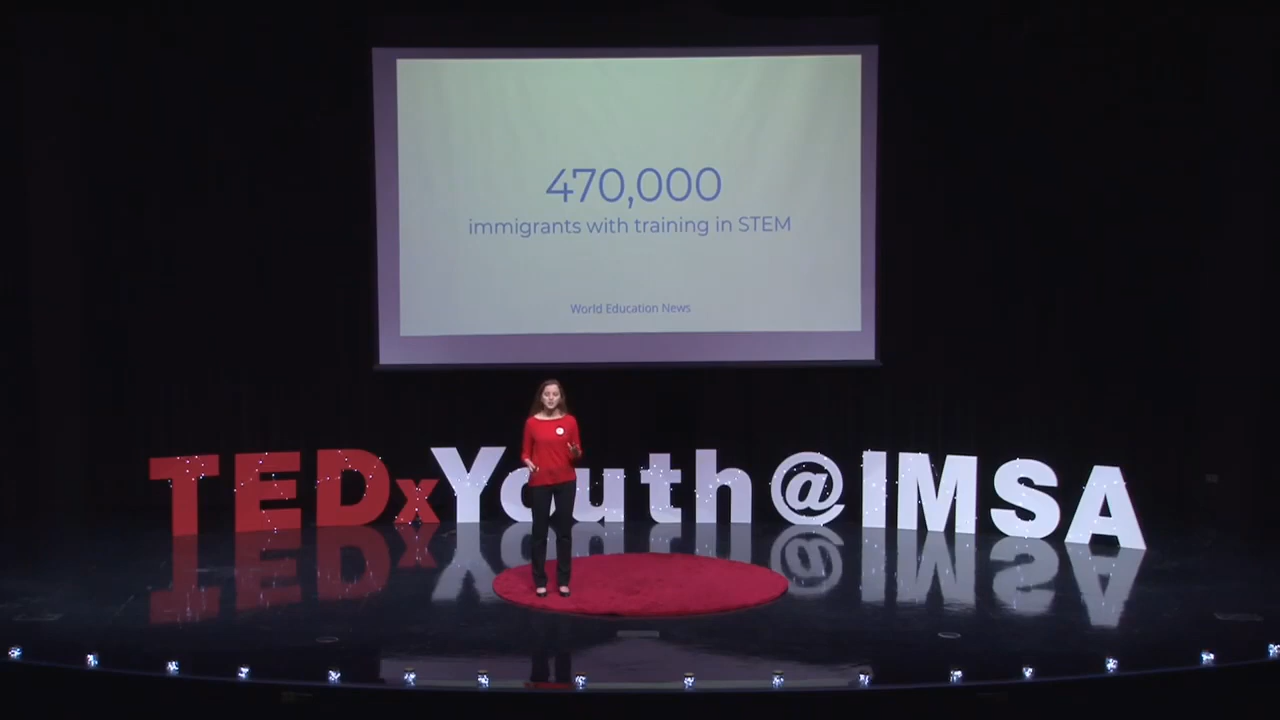 470,000
immigrants with training in STEM
World Education News
TEDxYouth@IMSA